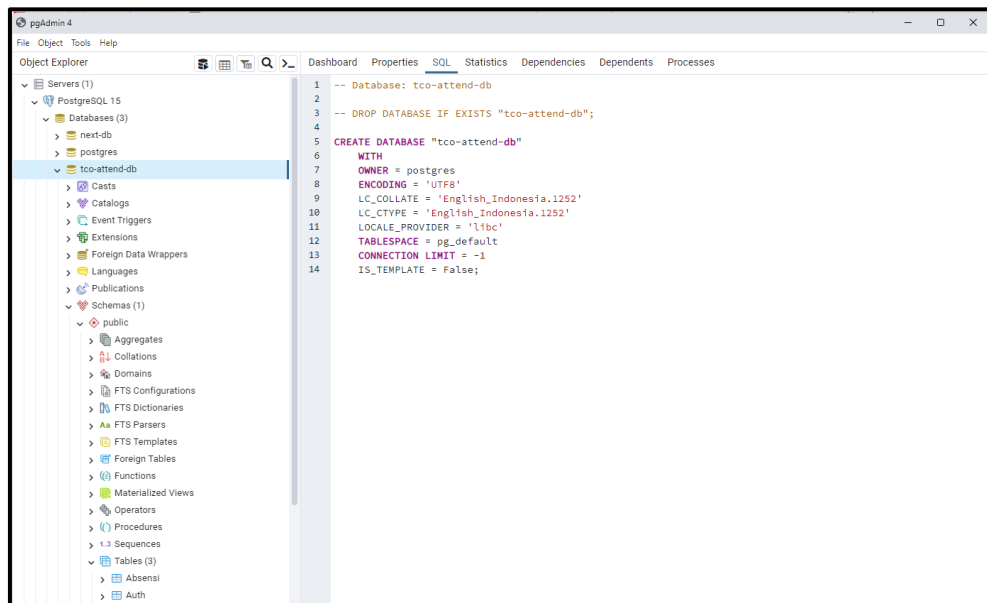 pgAdmin 4
File Object Tools Help
Object Explorer
Dashboard Properties SQL Statistics Dependencies Dependents Processes
Servers (1)
PostgreSQL 15
Databases (3)
next-db
postgres
tco-attend-db
Casts
Catalogs
Event Triggers
Extensions
Foreign Data Wrappers
Languages
Publications
Schemas (1)
public
Aggregates
Collations
Domains
FTS Configurations
FTS Dictionaries
Aa FTS Parsers
FTS Templates
Foreign Tables
Functions
Materialized Views
Operators
Procedures
1..3 Sequences
Tables (3)
Absensi
Auth
1 -- Database: tco-attend-db
2
3 -- DROP DATABASE IF EXISTS "tco-attend-db";
4
5 CREATE DATABASE "tco-attend-db"
6 WITH
7 OWNER = postgres
8 ENCODING = 'UTF8'
9 LC_COLLATE = 'English_Indonesia.1252'
10 LC_CTYPE = 'English_Indonesia.1252'
11 LOCALE_PROVIDER = 'libc'
12 TABLESPACE = pg_default
13 CONNECTION LIMIT = -1
14 IS_TEMPLATE = False;